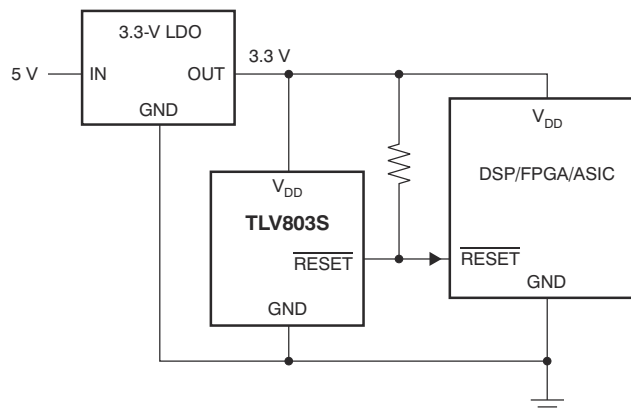 3.3-V LDO
5 V
IN
OUT
3.3 V
GND
V_DD
DSP/FPGA/ASIC
V_DD
TLV803S
RESET
RESET
GND
GND